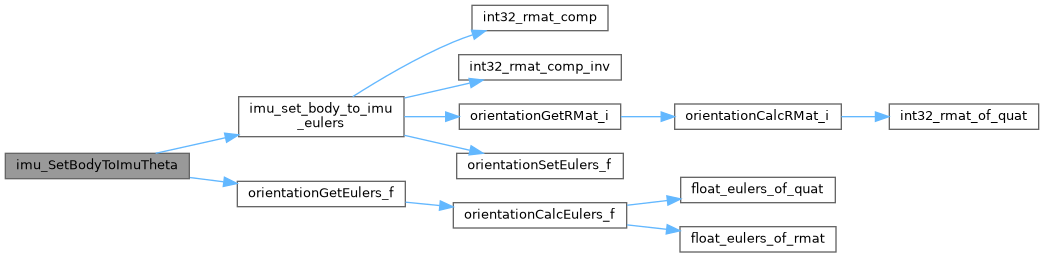 int32_rmat_comp
int32_rmat_comp_inv
imu_set_body_to_imu
_eulers
orientationGetRMat_i
orientationCalcRMat_i
int32_rmat_of_quat
imu_SetBodyToImuTheta
orientationSetEulers_f
orientationGetEulers_f
float_eulers_of_quat
orientationCalcEulers_f
float_eulers_of_rmat